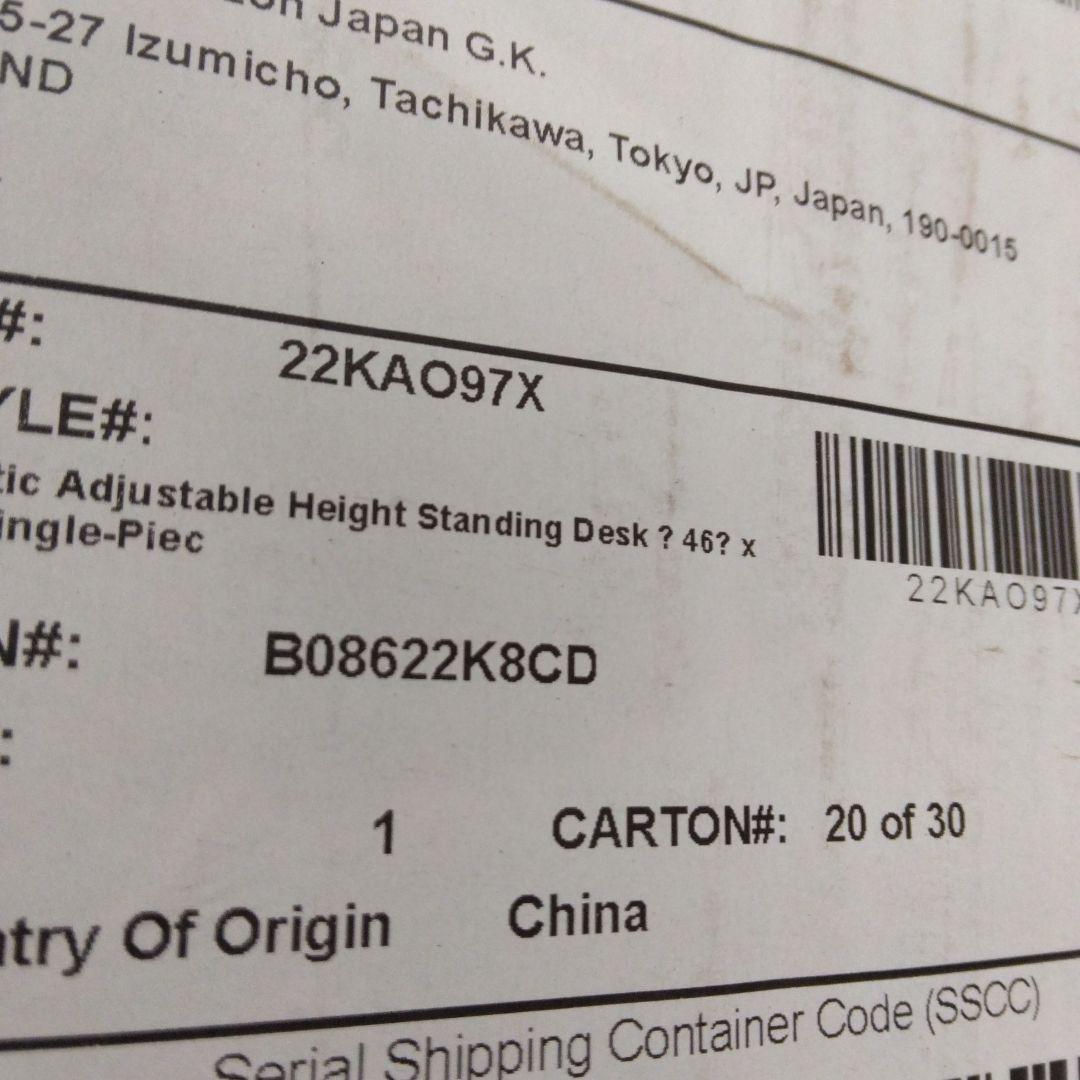 Japan G.K.
5-27 Izumicho, Tachikawa, Tokyo, JP, Japan, 190-0015
ND
#:
22KAO97X
YLE#:
tic Adjustable Height Standing Desk ? 46? x
ingle-Piec
22KAO97X
N#:
B08622K8CD
:
1
CARTON#: 20 of 30
ntry Of Origin
China
Serial Shipping Container Code (SSCC)